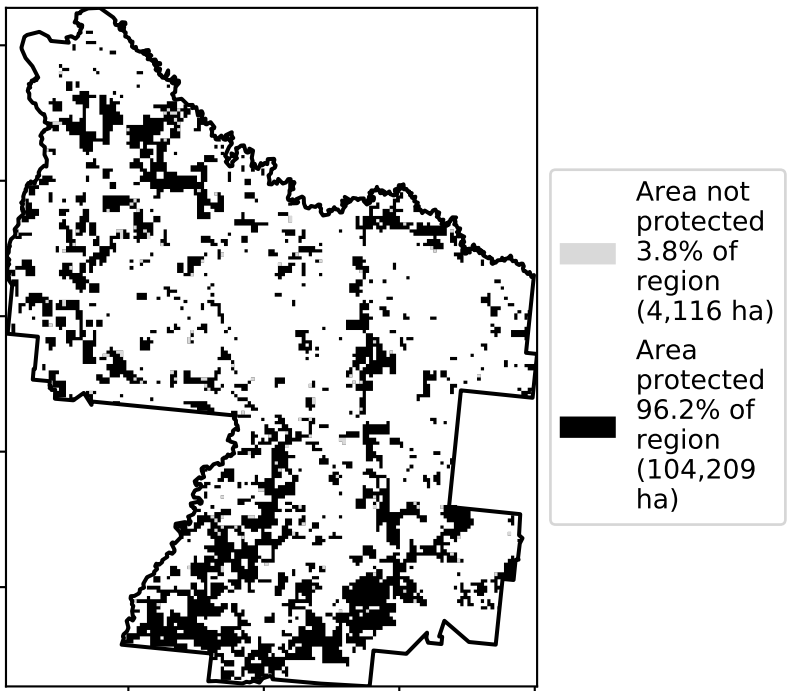 Area not
protected
3.8% of
region
(4,116 ha)
Area
protected
96.2% of
region
(104,209
ha)